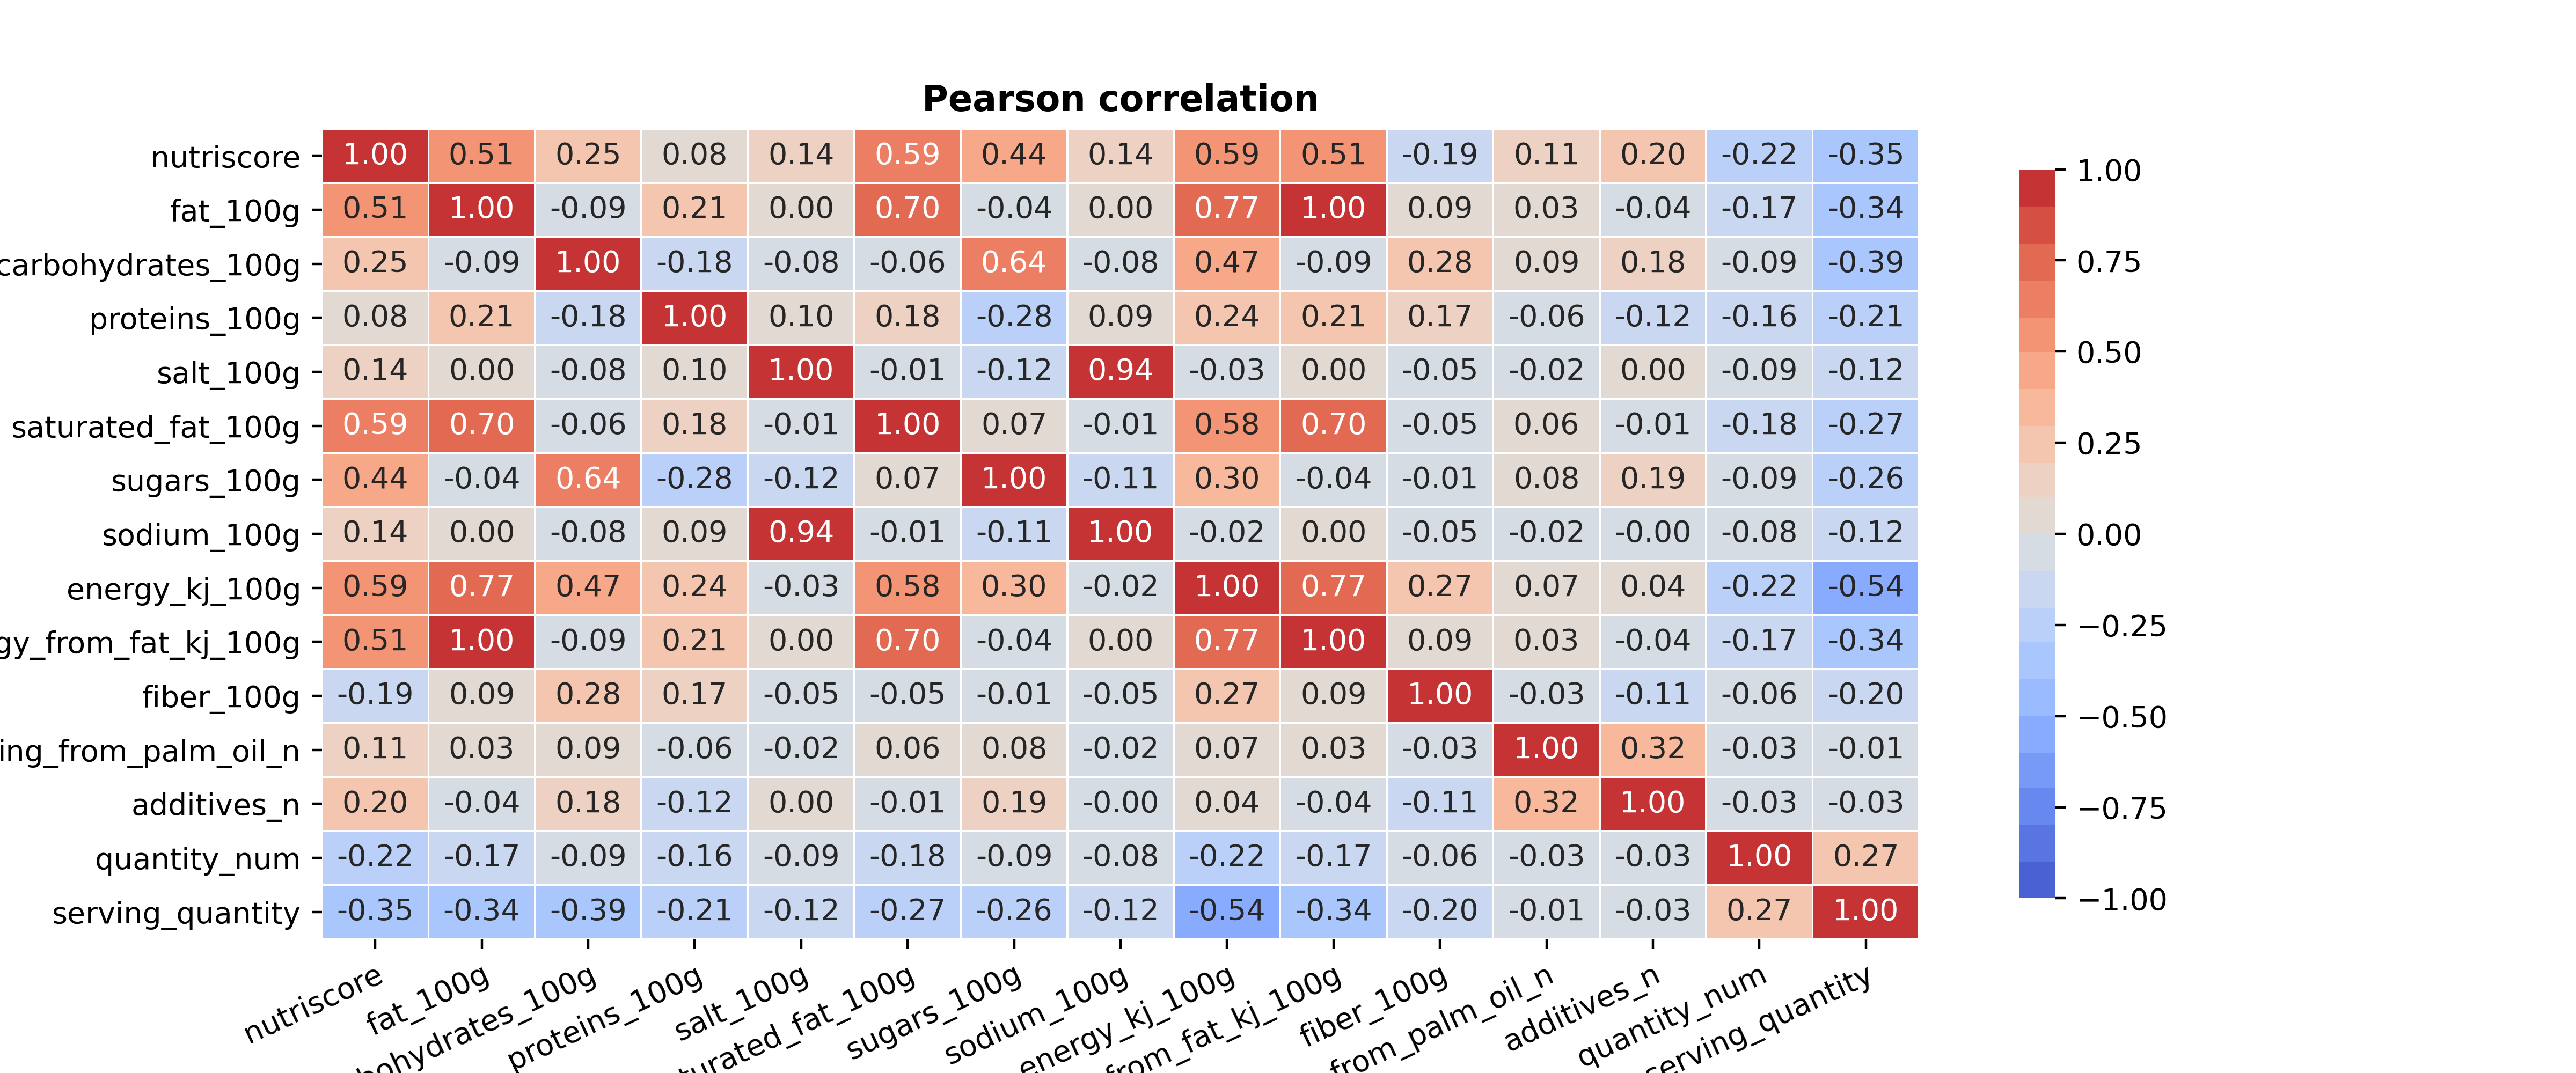 Pearson correlation
nutriscore 1.00 0.51 0.25 0.08 0.14 0.59 0.44 0.14 0.59 0.51 -0.19 0.11 0.20 -0.22 -0.35
fat_100g 0.51 1.00 -0.09 0.21 0.00 0.70 -0.04 0.00 0.77 1.00 0.09 0.03 -0.04 -0.17 -0.34
carbohydrates_100g 0.25 -0.09 1.00 -0.18 -0.08 -0.06 0.64 -0.08 0.47 -0.09 0.28 0.09 0.18 -0.09 -0.39
proteins_100g 0.08 0.21 -0.18 1.00 0.10 0.18 -0.28 0.09 0.24 0.21 0.17 -0.06 -0.12 -0.16 -0.21
salt_100g 0.14 0.00 -0.08 0.10 1.00 -0.01 -0.12 0.94 -0.03 0.00 -0.05 -0.02 0.00 -0.09 -0.12
saturated_fat_100g 0.59 0.70 -0.06 0.18 -0.01 1.00 0.07 -0.01 0.58 0.70 -0.05 0.06 -0.01 -0.18 -0.27
sugars_100g 0.44 -0.04 0.64 -0.28 -0.12 0.07 1.00 -0.11 0.30 -0.04 -0.01 0.08 0.19 -0.09 -0.26
sodium_100g 0.14 0.00 -0.08 0.09 0.94 -0.01 -0.11 1.00 -0.02 0.00 -0.05 -0.02 -0.00 -0.08 -0.12
energy_kj_100g 0.59 0.77 0.47 0.24 -0.03 0.58 0.30 -0.02 1.00 0.77 0.27 0.07 0.04 -0.22 -0.54
gy_from_fat_kj_100g 0.51 1.00 -0.09 0.21 0.00 0.70 -0.04 0.00 0.77 1.00 0.09 0.03 -0.04 -0.17 -0.34
fiber_100g -0.19 0.09 0.28 0.17 -0.05 -0.05 -0.01 -0.05 0.27 0.09 1.00 -0.03 -0.11 -0.06 -0.20
ing_from_palm_oil_n 0.11 0.03 0.09 -0.06 -0.02 0.06 0.08 -0.02 0.07 0.03 -0.03 1.00 0.32 -0.03 -0.01
additives_n 0.20 -0.04 0.18 -0.12 0.00 -0.01 0.19 -0.00 0.04 -0.04 -0.11 0.32 1.00 -0.03 -0.03
quantity_num -0.22 -0.17 -0.09 -0.16 -0.09 -0.18 -0.09 -0.08 -0.22 -0.17 -0.06 -0.03 -0.03 1.00 0.27
serving_quantity -0.35 -0.34 -0.39 -0.21 -0.12 -0.27 -0.26 -0.12 -0.54 -0.34 -0.20 -0.01 -0.03 0.27 1.00
nutriscore
fat_100g
bohydrates_100g
proteins_100g
salt_100g
turated_fat_100g
sugars_100g
sodium_100g
energy_kj_100g
from_fat_kj_100g
fiber_100g
from_palm_oil_n
additives_n
quantity_num
serving_quantity
1.00
0.75
0.50
0.25
0.00
−0.25
−0.50
−0.75
−1.00